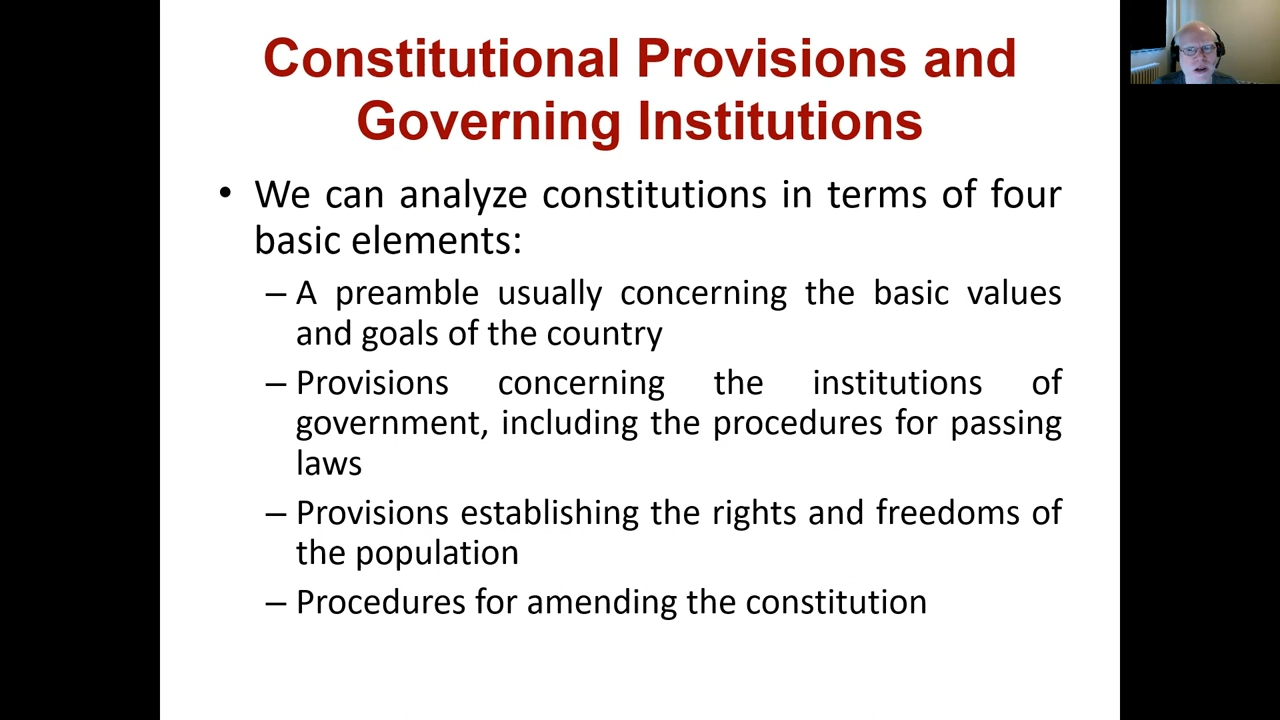 Constitutional Provisions and
Governing Institutions
• We can analyze constitutions in terms of four
basic elements:
– A preamble usually concerning the basic values
and goals of the country
– Provisions concerning the institutions of
government, including the procedures for passing
laws
– Provisions establishing the rights and freedoms of
the population
– Procedures for amending the constitution